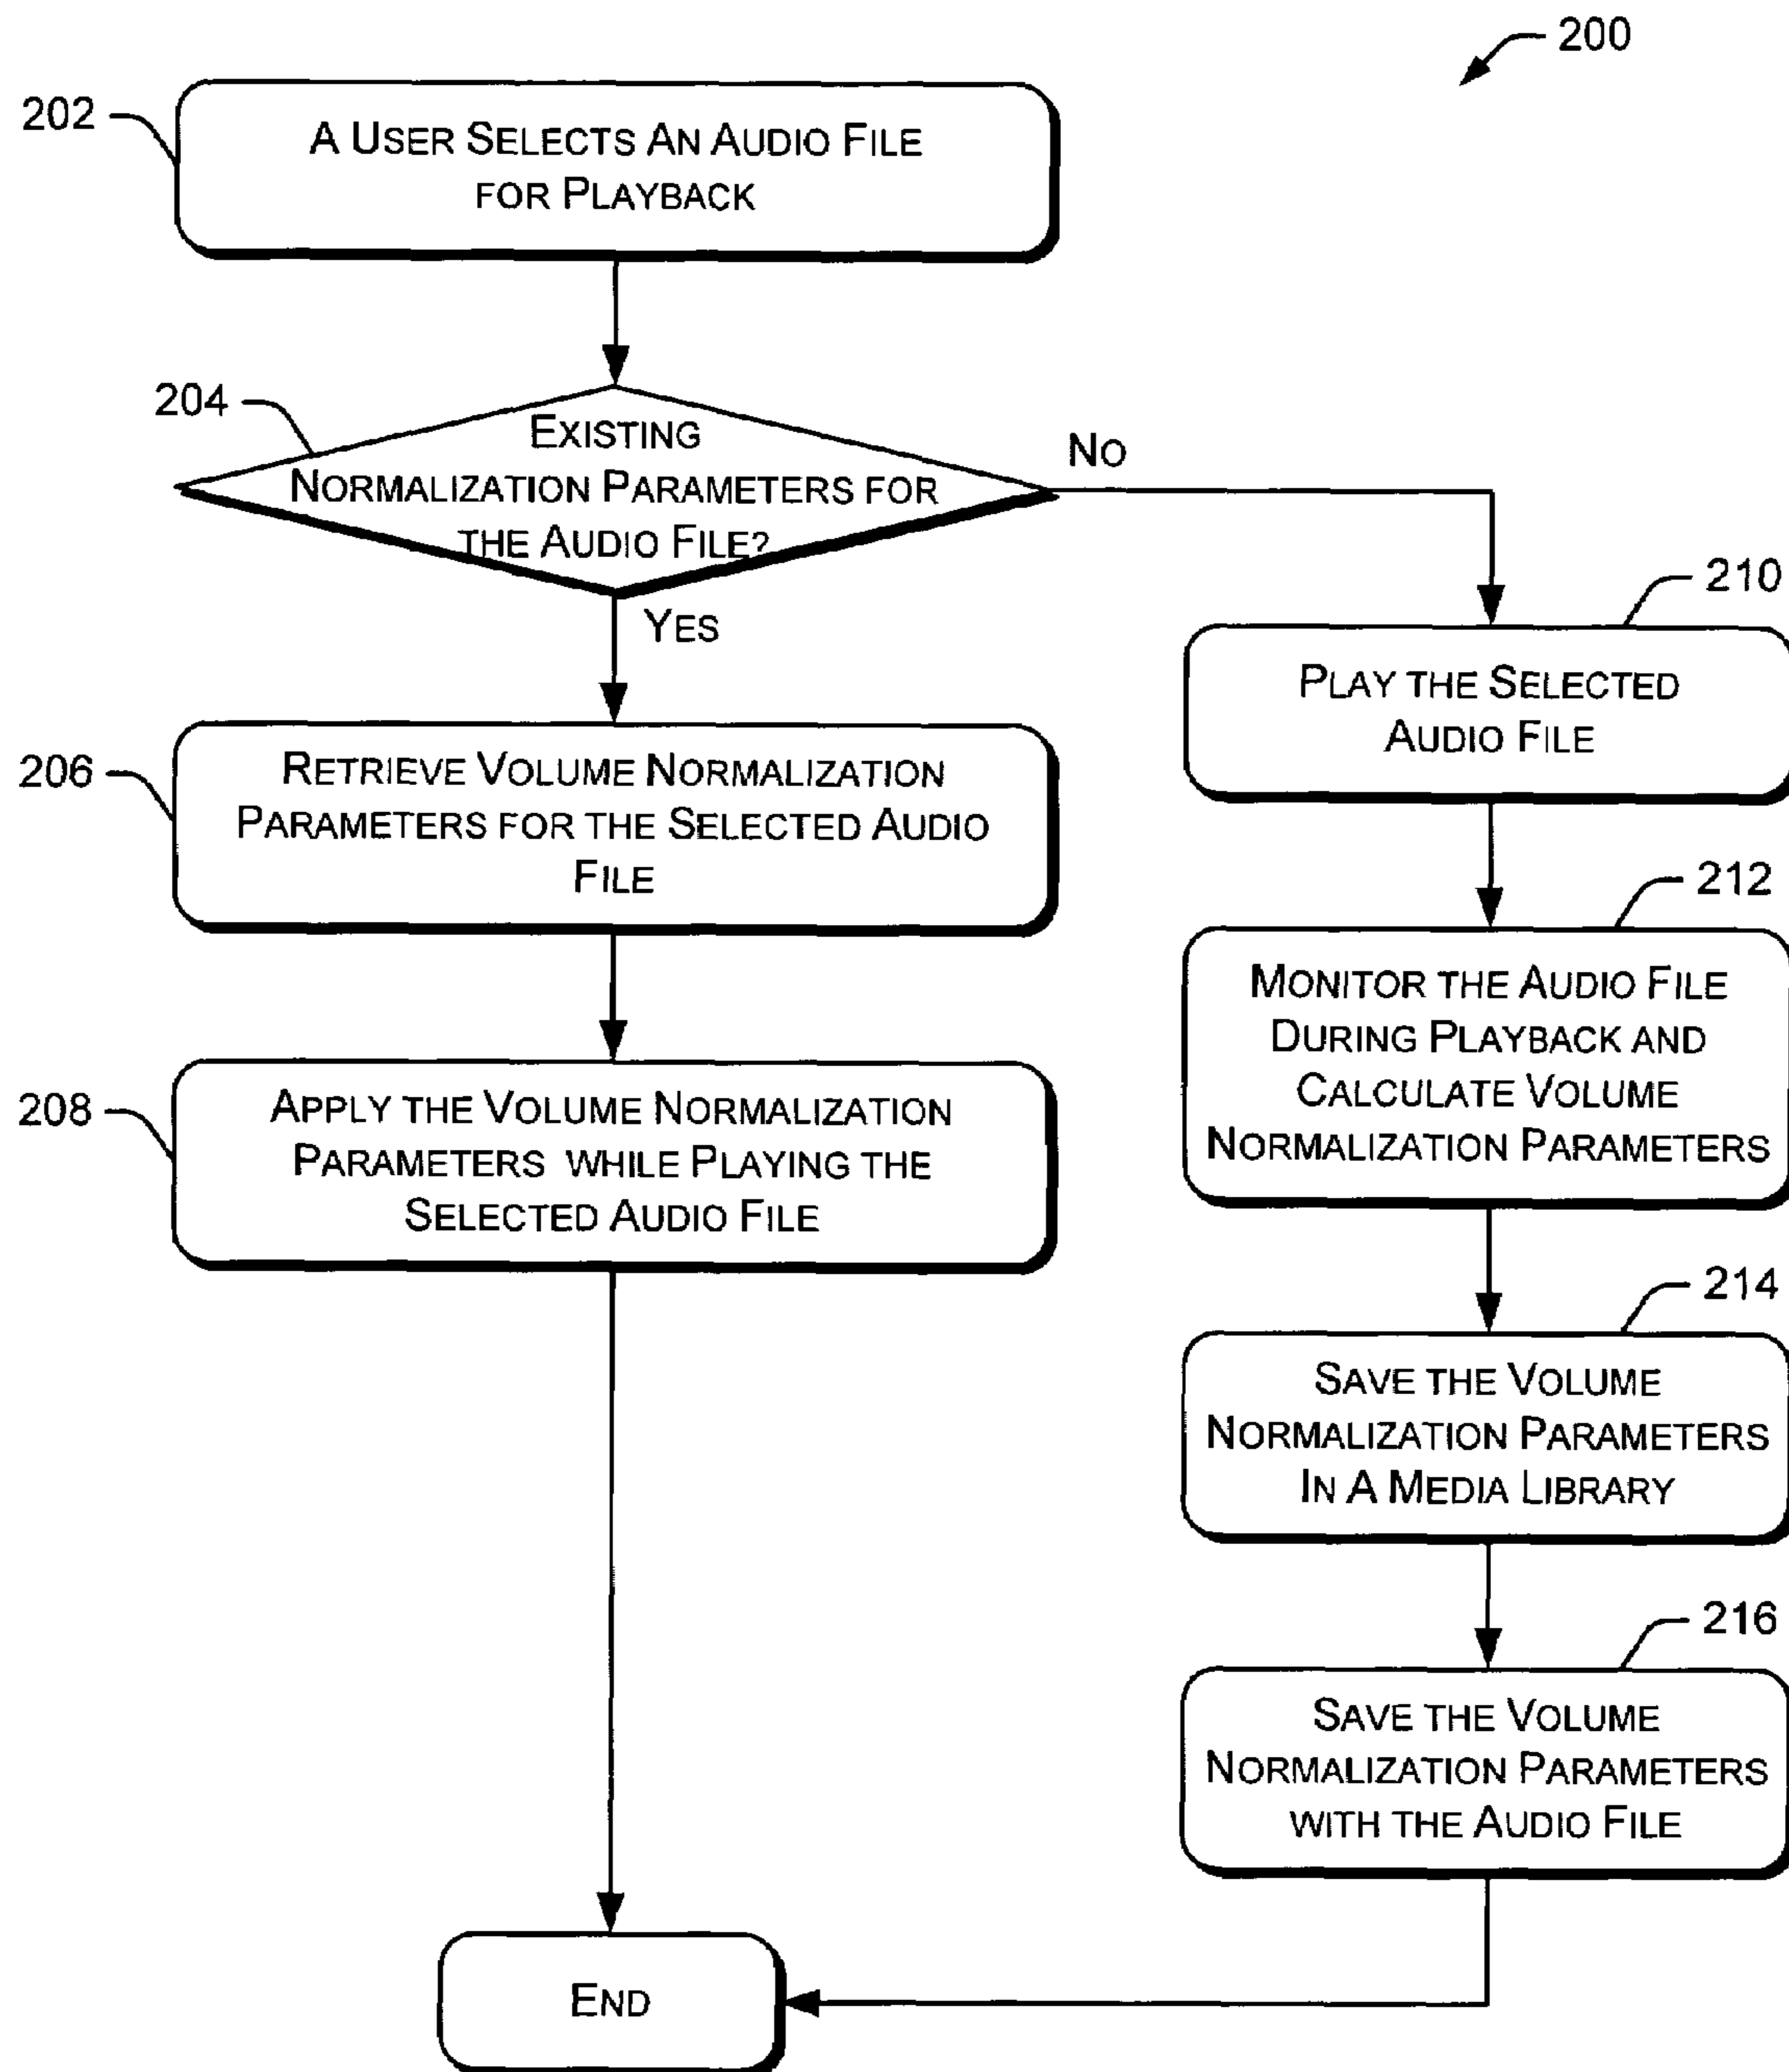 200
202
A USER SELECTS AN AUDIO FILE
FOR PLAYBACK
204
EXISTING
NORMALIZATION PARAMETERS FOR
THE AUDIO FILE?
NO
YES
206
RETRIEVE VOLUME NORMALIZATION
PARAMETERS FOR THE SELECTED AUDIO
FILE
208
APPLY THE VOLUME NORMALIZATION
PARAMETERS WHILE PLAYING THE
SELECTED AUDIO FILE
210
PLAY THE SELECTED
AUDIO FILE
212
MONITOR THE AUDIO FILE
DURING PLAYBACK AND
CALCULATE VOLUME
NORMALIZATION PARAMETERS
214
SAVE THE VOLUME
NORMALIZATION PARAMETERS
IN A MEDIA LIBRARY
216
SAVE THE VOLUME
NORMALIZATION PARAMETERS
WITH THE AUDIO FILE
END